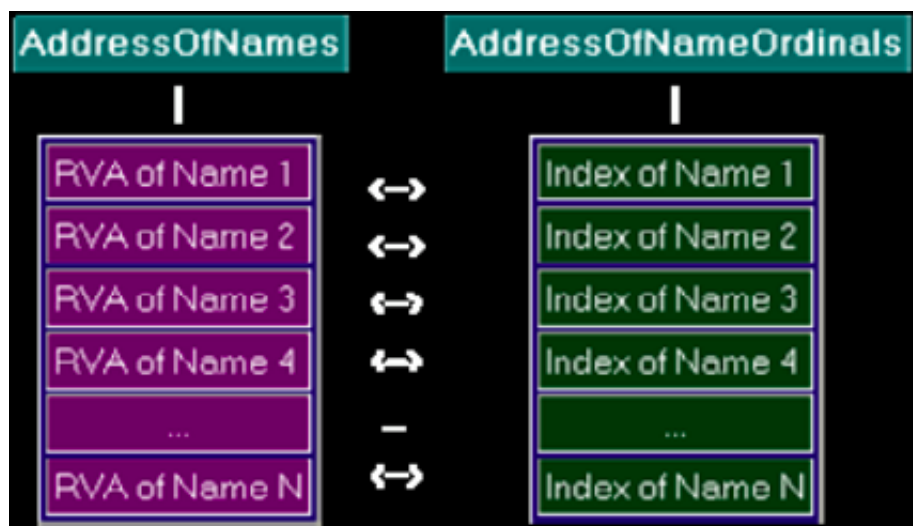 AddressOfNames
AddressOfNameOrdinals
RVA of Name 1
Index of Name 1
RVA of Name 2
Index of Name 2
RVA of Name 3
Index of Name 3
RVA of Name 4
Index of Name 4
...
...
RVA of Name N
Index of Name N